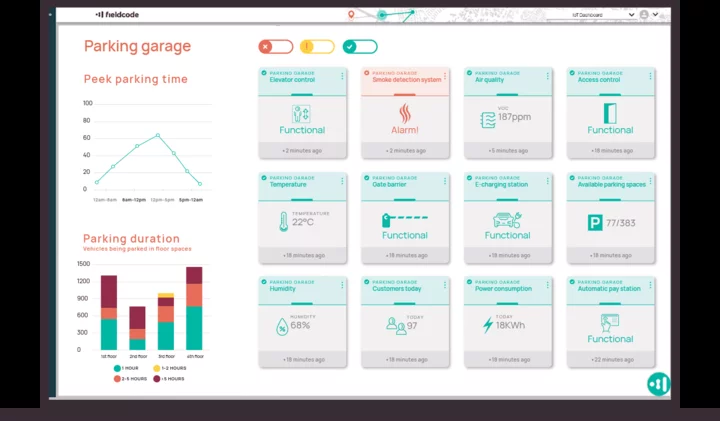 fieldcode
IoT Dashboard
Parking garage
Peek parking time
100
80
60
40
20
0
12am-6am
6am-12pm
12pm-6pm
6pm-12am
Parking duration
Vehicles being parked in floor spaces
1500
1200
900
600
300
0
1st floor
2nd floor
3rd floor
4th floor
1 HOUR
1-2 HOURS
2-5 HOURS
+5 HOURS
PARKING GARAGE
Elevator control
Functional
+2 minutes ago
PARKING GARAGE
Smoke detection system
Alarm!
+2 minutes ago
PARKING GARAGE
Air quality
VOC
187ppm
+5 minutes ago
PARKING GARAGE
Access control
Functional
+18 minutes ago
PARKING GARAGE
Temperature
TEMPERATURE
22°C
+18 minutes ago
PARKING GARAGE
Gate barrier
Functional
+18 minutes ago
PARKING GARAGE
E-charging station
Functional
+18 minutes ago
PARKING GARAGE
Available parking spaces
P
77/383
+18 minutes ago
PARKING GARAGE
Humidity
HUMIDITY
68%
+18 minutes ago
PARKING GARAGE
Customers today
TODAY
97
+18 minutes ago
PARKING GARAGE
Power consumption
TODAY
18KWh
+18 minutes ago
PARKING GARAGE
Automatic pay station
Functional
+22 minutes ago